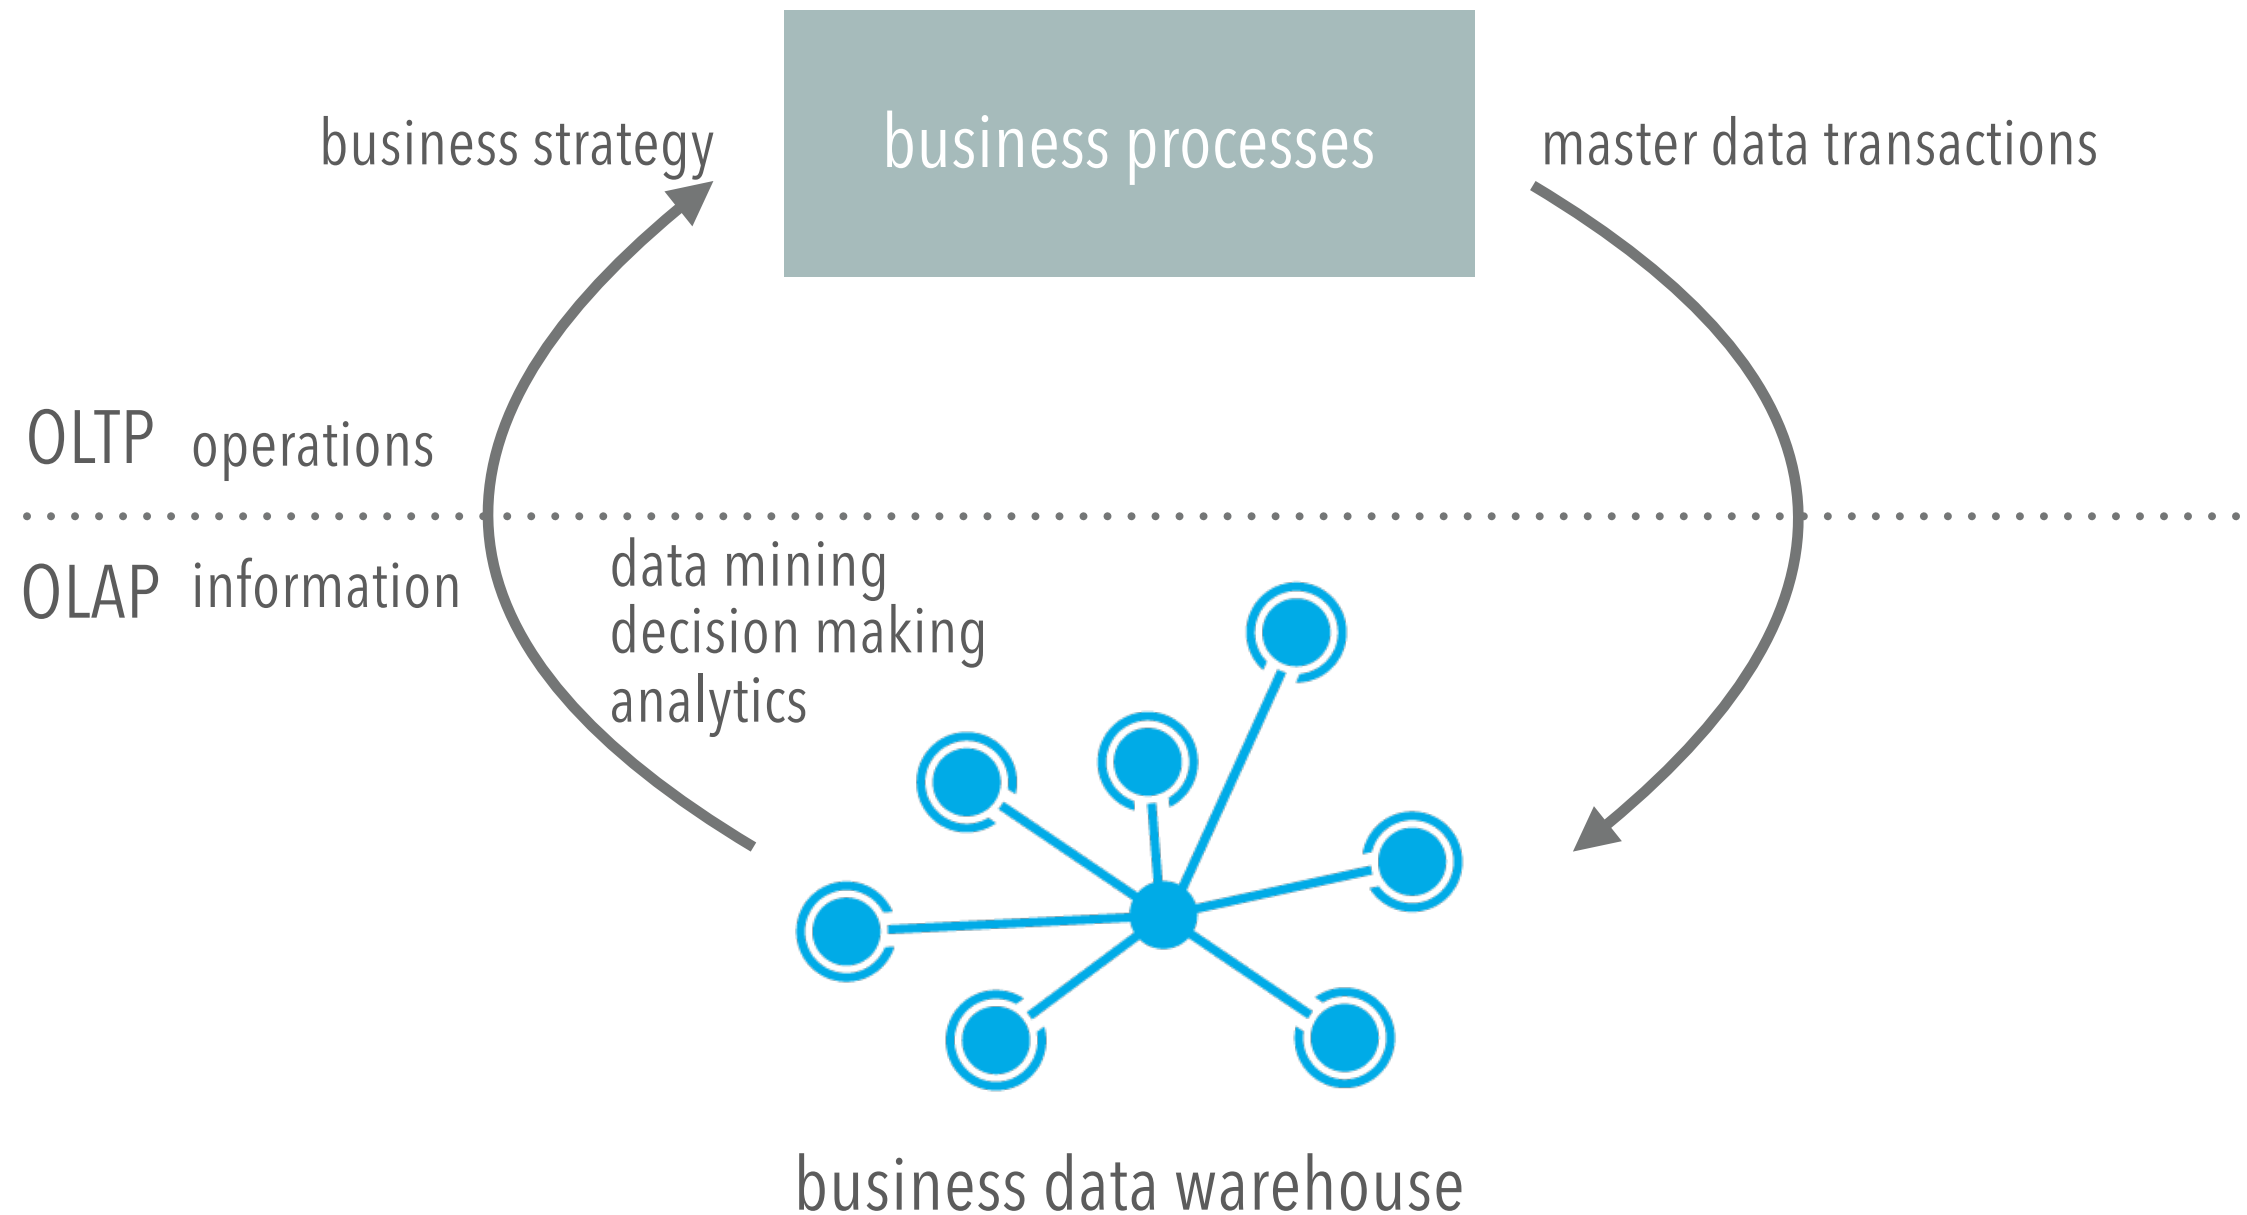 business strategy
business processes
master data transactions
OLTP operations
OLAP information
data mining
decision making
analytics
business data warehouse